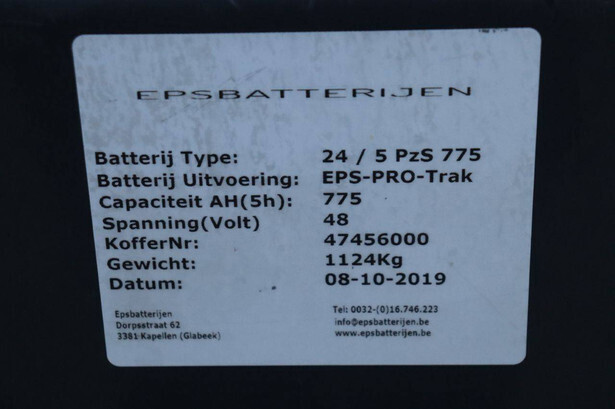 EPSBATTERIJEN
Batterij Type: 24 / 5 PzS 775
Batterij Uitvoering: EPS-PRO-Trak
Capaciteit AH(5h): 775
Spanning(Volt) 48
KofferNr: 47456000
Gewicht: 1124Kg
Datum: 08-10-2019
Epsbatterijen
Dorpsstraat 62
3381 Kapellen (Glabeek)
Tel: 0032-(0)16.746.223
info@epsbatterijen.be
www.epsbatterijen.be